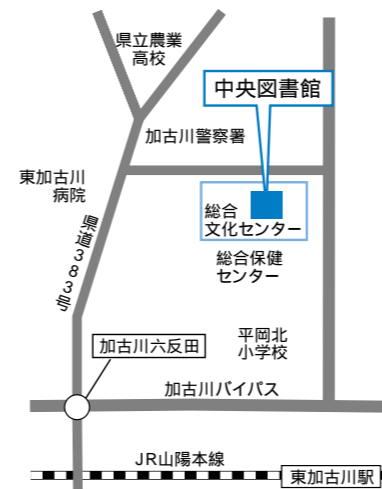 県立農業
高校
中央図書館
加古川警察署
東加古川
病院
総合
文化センター
県道383号
総合保健
センター
平岡北
小学校
加古川六反田
加古川バイパス
JR山陽本線
東加古川駅